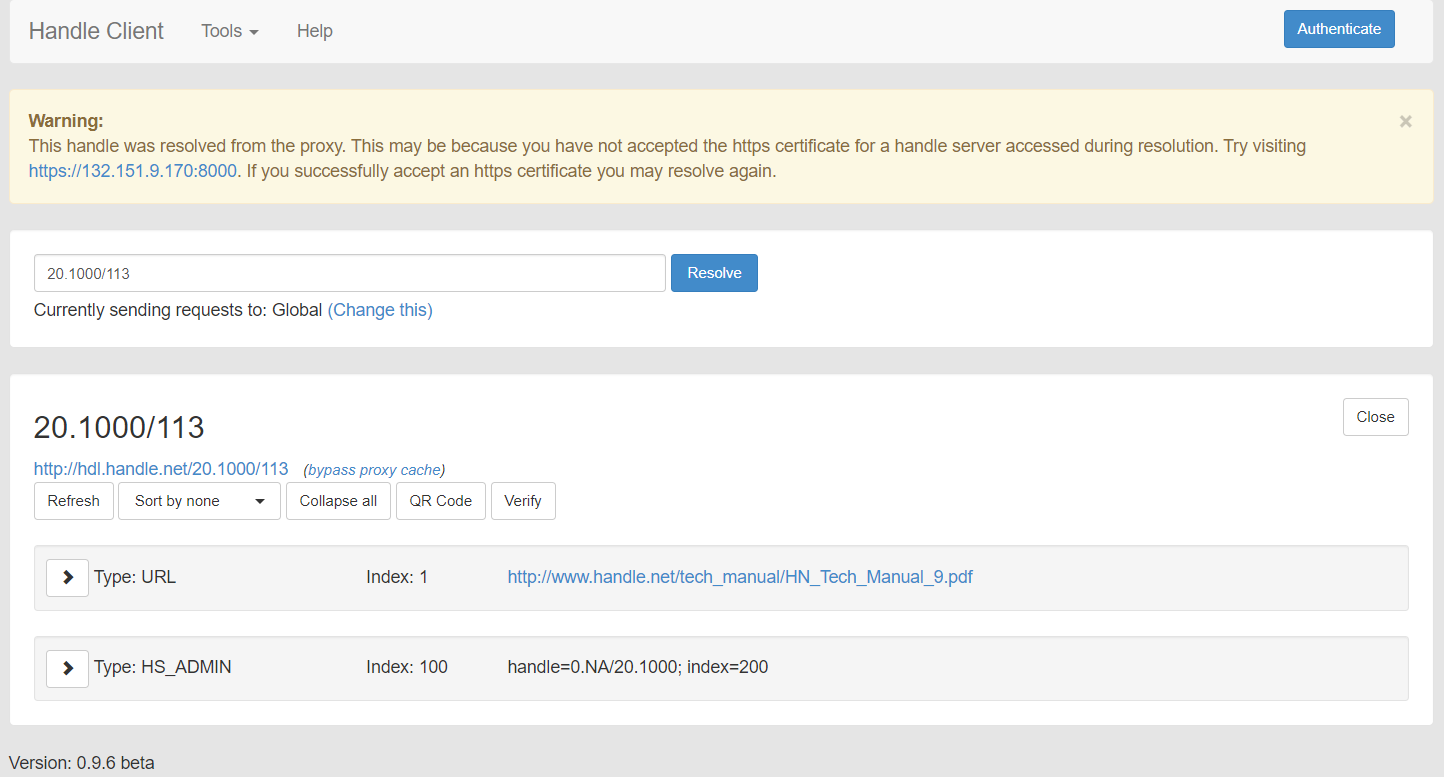 Handle Client Tools Help Authenticate
Warning:
This handle was resolved from the proxy. This may be because you have not accepted the https certificate for a handle server accessed during resolution. Try visiting
https://132.151.9.170:8000. If you successfully accept an https certificate you may resolve again.
×
20.1000/113 Resolve
Currently sending requests to: Global (Change this)
20.1000/113 Close
http://hdl.handle.net/20.1000/113 (bypass proxy cache)
Refresh Sort by none Collapse all QR Code Verify
Type: URL Index: 1 http://www.handle.net/tech_manual/HN_Tech_Manual_9.pdf
Type: HS_ADMIN Index: 100 handle=0.NA/20.1000; index=200
Version: 0.9.6 beta